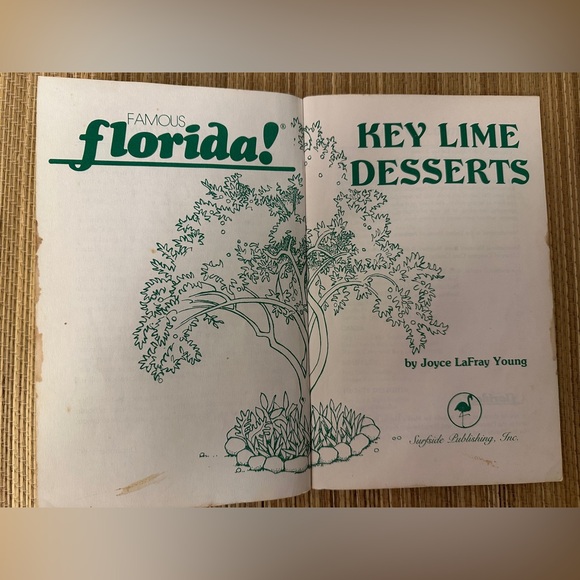 FAMOUS
florida!®
KEY LIME
DESSERTS
by Joyce LaFray Young
Surfside Publishing, Inc.